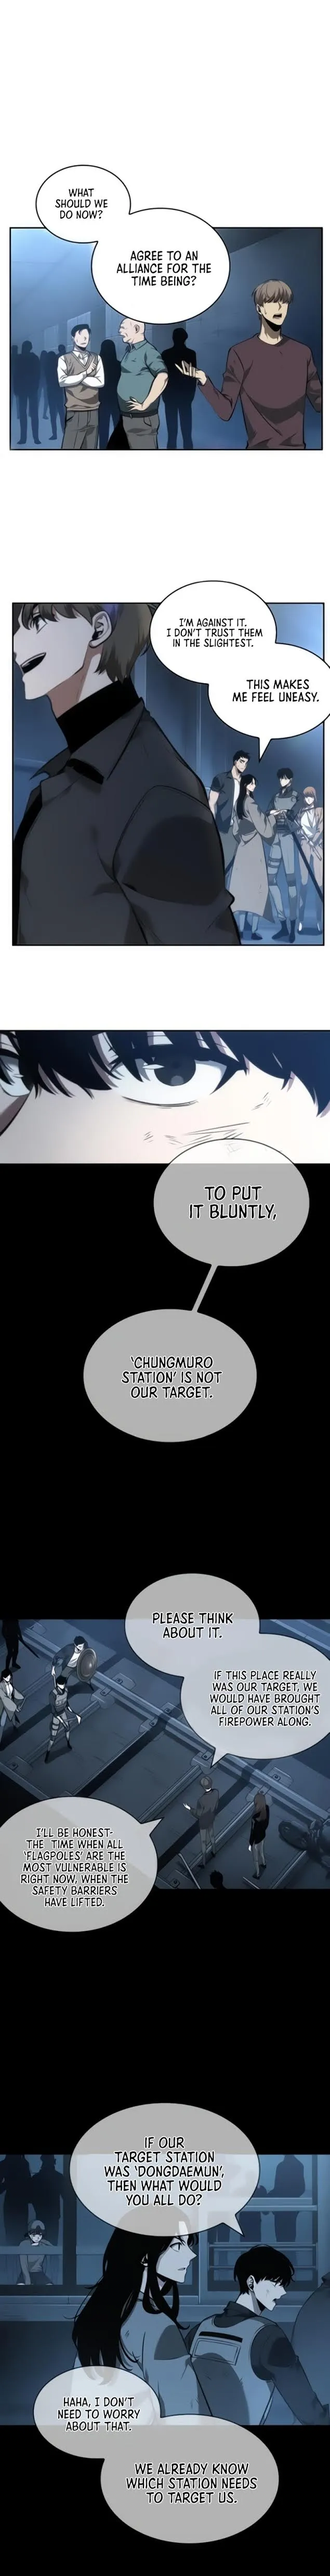 WHAT
SHOULD WE
DO NOW?
AGREE TO AN
ALLIANCE FOR THE
TIME BEING?
I'M AGAINST IT.
I DON'T TRUST THEM
IN THE SLIGHTEST.
THIS MAKES
ME FEEL UNEASY.
TO PUT
IT BLUNTLY,
'CHUNGMURO
STATION' IS NOT
OUR TARGET.
PLEASE THINK
ABOUT IT.
IF THIS PLACE REALLY
WAS OUR TARGET, WE
WOULD HAVE BROUGHT
ALL OF OUR STATION'S
FIREPOWER ALONG.
I'LL BE HONEST-
THE TIME WHEN ALL
'FLAGPOLES' ARE THE
MOST VULNERABLE IS
RIGHT NOW, WHEN THE
SAFETY BARRIERS
HAVE LIFTED.
IF OUR
TARGET STATION
WAS 'DONGDAEMUN',
THEN WHAT WOULD
YOU ALL DO?
HAHA, I DON'T
NEED TO WORRY
ABOUT THAT.
WE ALREADY KNOW
WHICH STATION NEEDS
TO TARGET US.